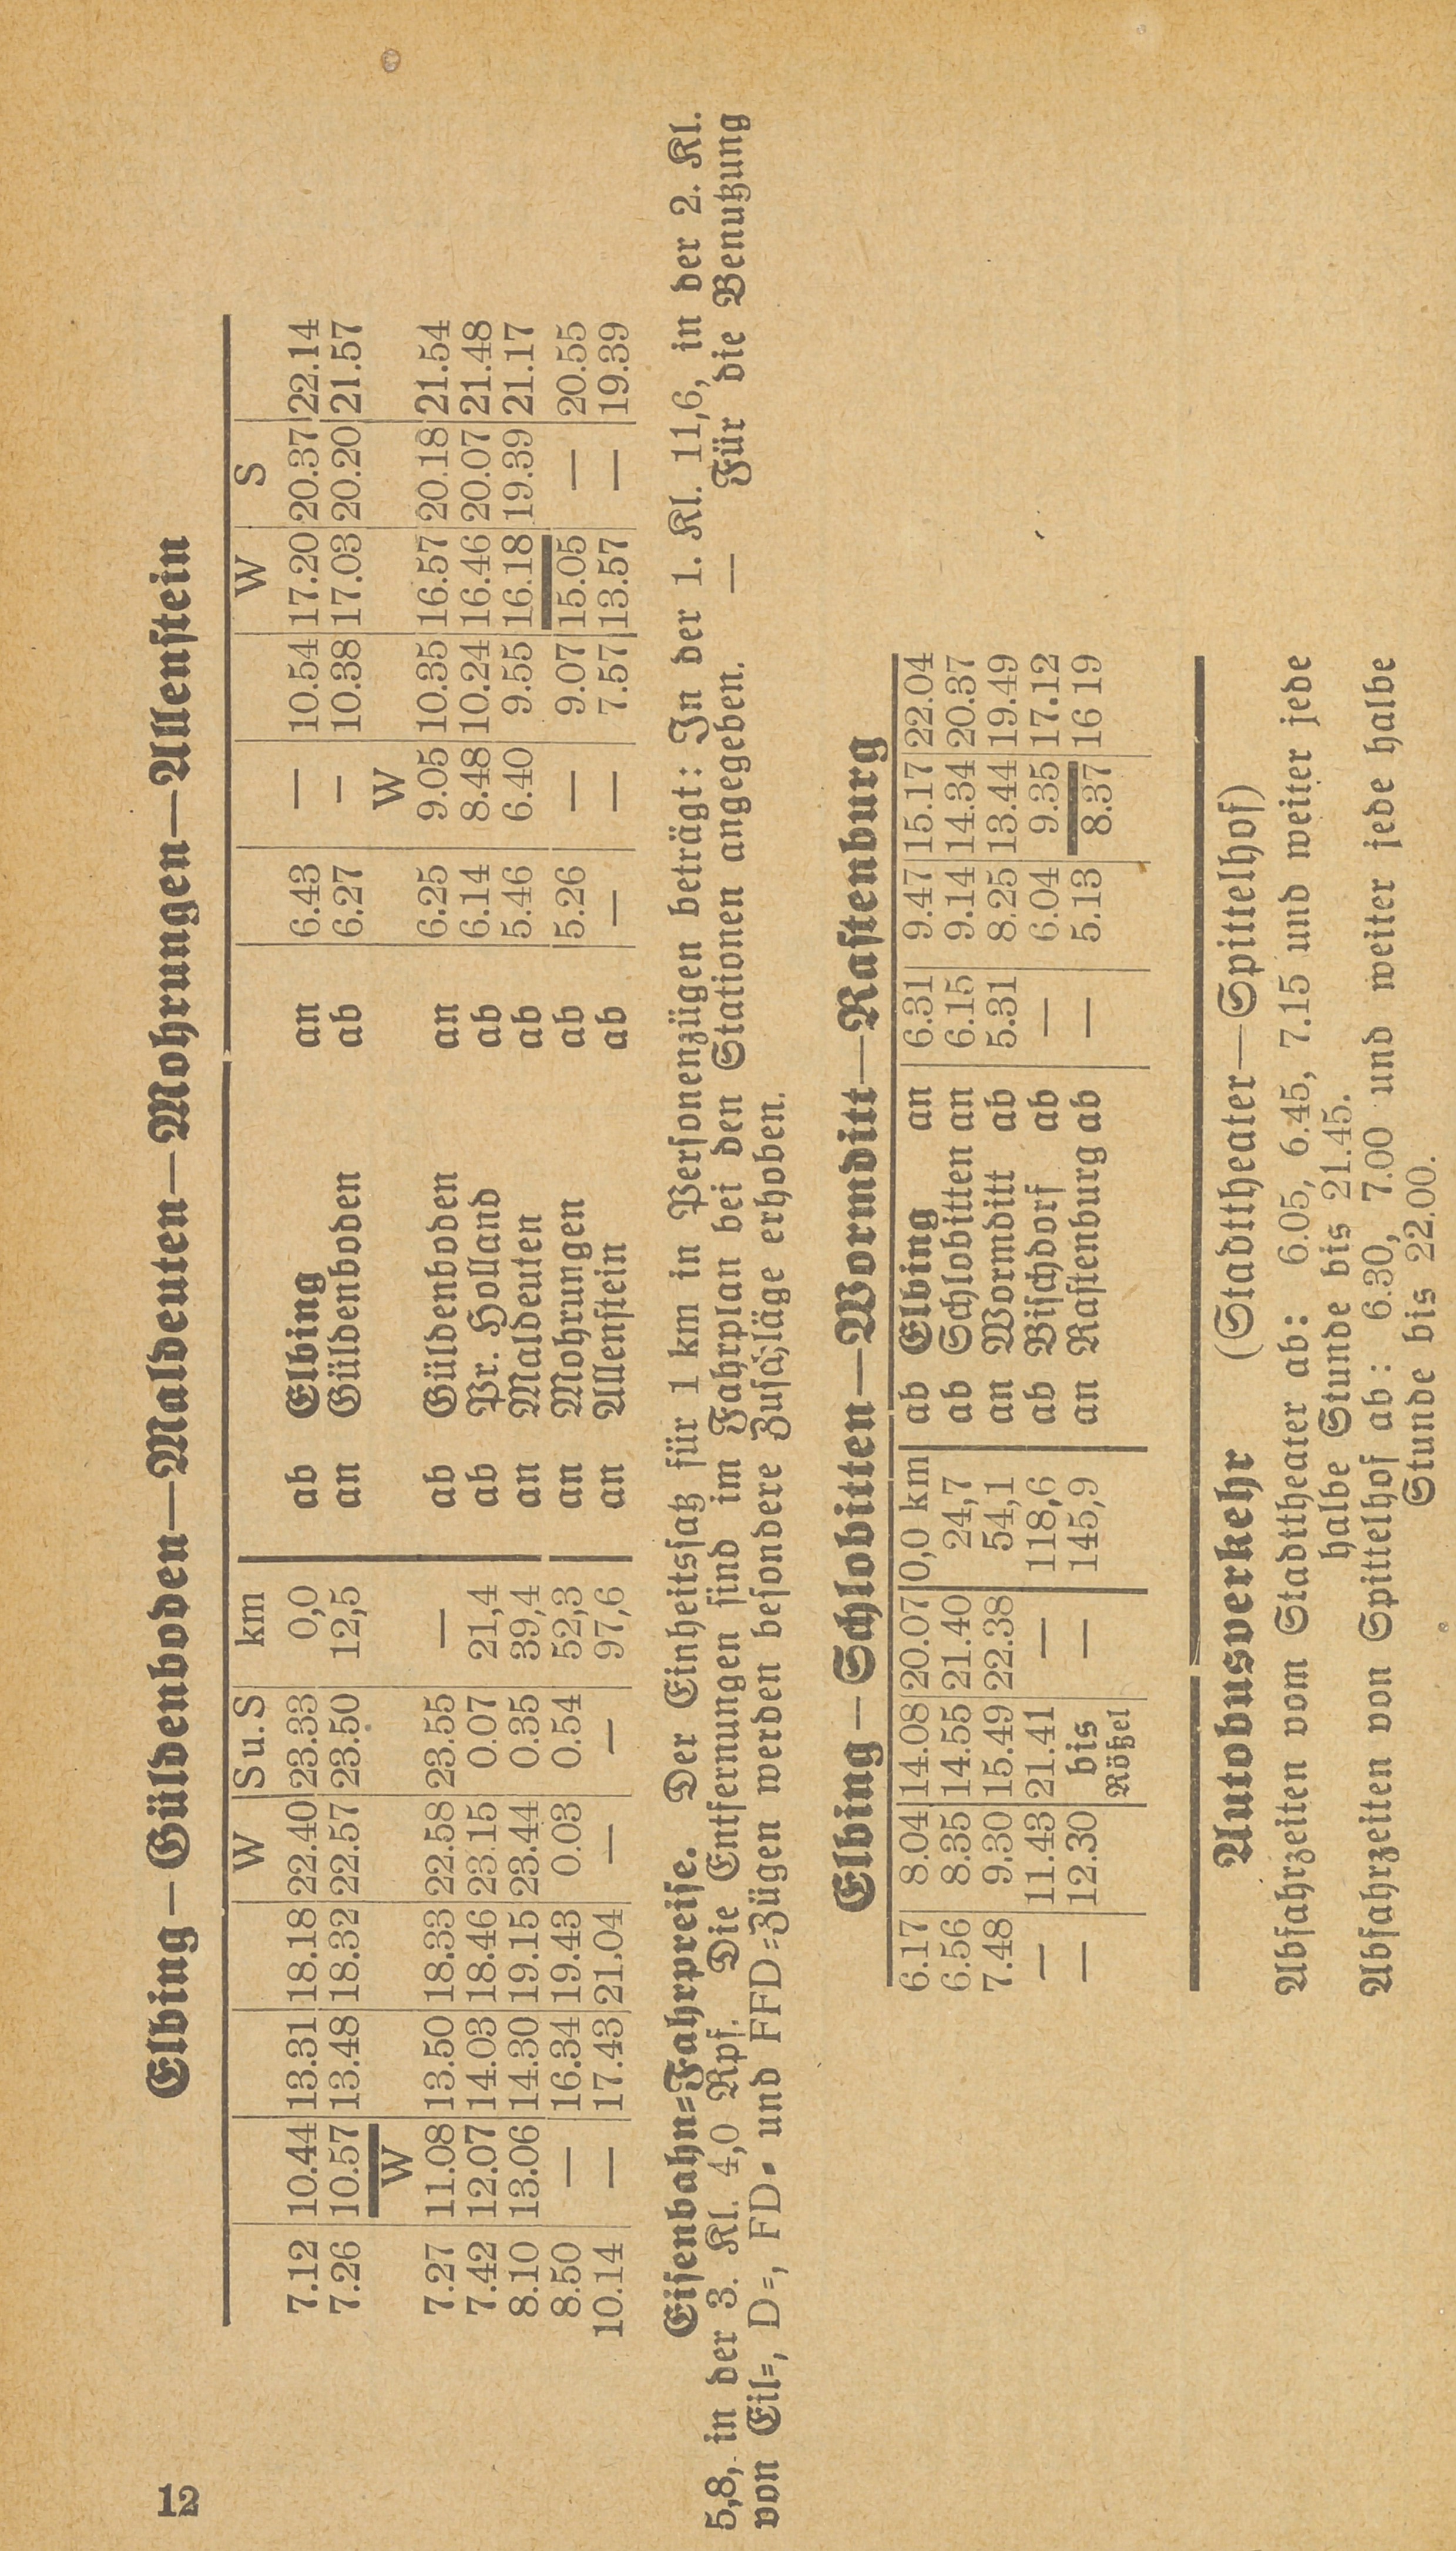 12
Elbing—Güldenboden—Maldeuten—Mohrungen—Allenstein
W Su.S km W S
7.12 10.44 13.31 18.18 22.40 23.33 0,0 ab Elbing an 6.43 — 10.54 17.20 20.37 22.14
7.26 10.57 13.48 18.32 22.57 23.50 12,5 an Güldenboden ab 6.27 — 10.38 17.03 20.20 21.57
W W
7.27 11.08 13.50 18.33 22.58 23.55 — ab Güldenboden an 6.25 9.05 10.35 16.57 20.18 21.54
7.42 12.07 14.03 18.46 23.15 0.07 21,4 ab Pr. Holland ab 6.14 8.48 10.24 16.46 20.07 21.48
8.10 13.06 14.30 19.15 23.44 0.35 39,4 an Maldeuten ab 5.46 6.40 9.55 16.18 19.39 21.17
8.50 — 16.34 19.43 0.03 0.54 52,3 an Mohrungen ab 5.26 — 9.07 15.05 — 20.55
10.14 — 17.43 21.04 — — 97,6 an Allenstein ab — — 7.57 13.57 — 19.39
Eisenbahn=Fahrpreise. Der Einheitssatz für 1 km in Personenzügen beträgt: In der 1. Kl. 11,6, in der 2. Kl.
5,8, in der 3. Kl. 4,0 Rpf. Die Entfernungen sind im Fahrplan bei den Stationen angegeben. — Für die Benutzung
von Eil=, D=, FD= und FFD=Zügen werden besondere Zuschläge erhoben.
Elbing—Schlobitten—Wormditt—Rastenburg
6.17 8.04 14.08 20.07 0,0 km ab Elbing an 6.31 9.47 15.17 22.04
6.56 8.35 14.55 21.40 24,7 ab Schlobitten an 6.15 9.14 14.34 20.37
7.48 9.30 15.49 22.38 54,1 an Wormditt ab 5.31 8.25 13.44 19.49
— 11.43 21.41 — 118,6 ab Bischdorf ab — 6.04 9.35 17.12
— 12.30 bis — 145,9 an Rastenburg ab — 5.13 8.37 16 19
Rößel
Autobusverkehr (Stadttheater—Spittelhof)
Abfahrzeiten vom Stadttheater ab: 6.05, 6.45, 7.15 und weiter jede
halbe Stunde bis 21.45.
Abfahrzeiten von Spittelhof ab: 6.30, 7.00 und weiter jede halbe
Stunde bis 22.00.